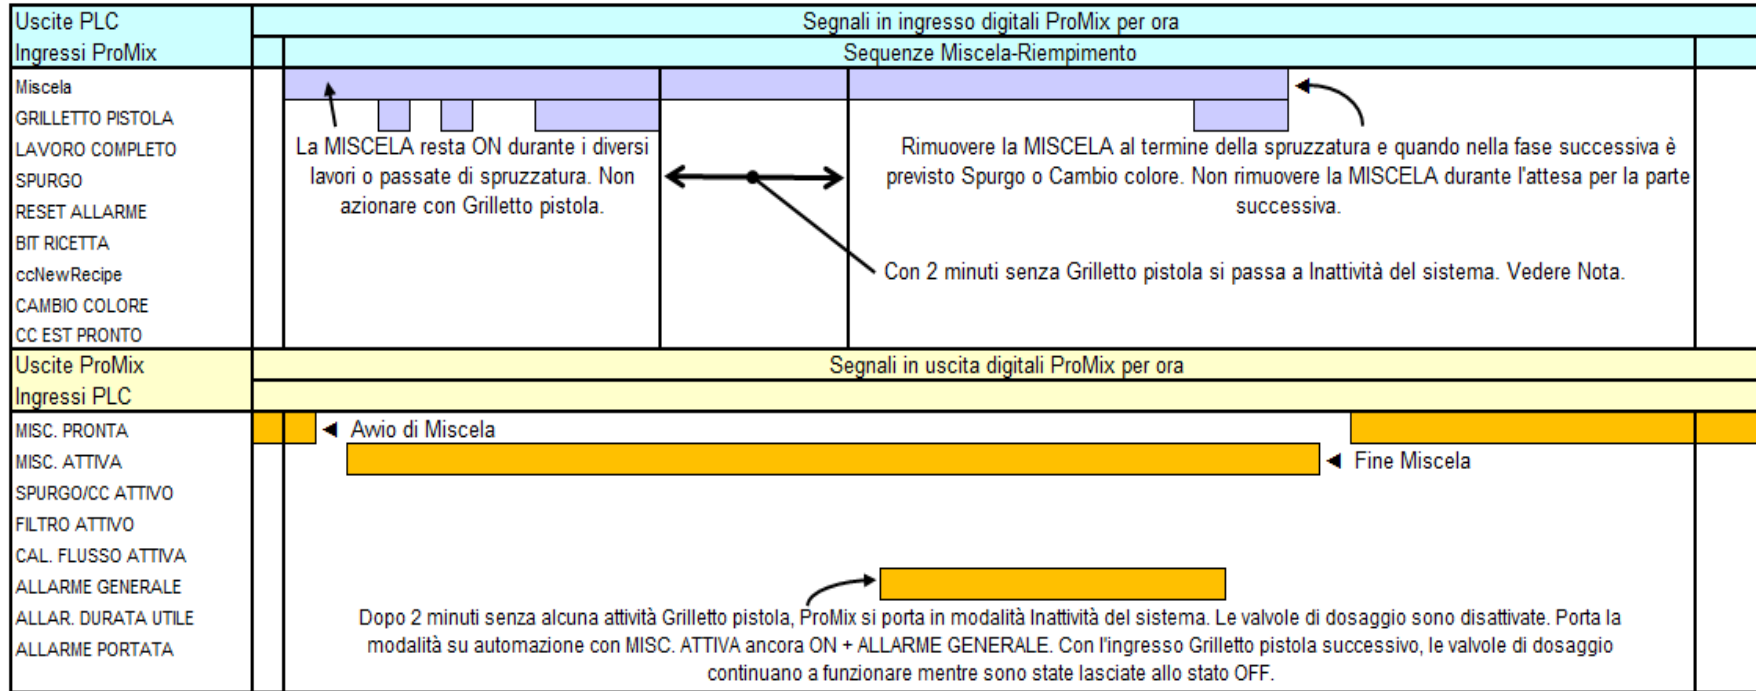 Uscite PLC
Segnali in ingresso digitali ProMix per ora
Ingressi ProMix
Sequenze Miscela-Riempimento
Miscela
GRILLETTO PISTOLA
LAVORO COMPLETO
SPURGO
RESET ALLARME
BIT RICETTA
ccNewRecipe
CAMBIO COLORE
CC EST PRONTO
La MISCELA resta ON durante i diversi
lavori o passate di spruzzatura. Non
azionare con Grilletto pistola.
Rimuovere la MISCELA al termine della spruzzatura e quando nella fase successiva è
previsto Spurgo o Cambio colore. Non rimuovere la MISCELA durante l'attesa per la parte
successiva.
Con 2 minuti senza Grilletto pistola si passa a Inattività del sistema. Vedere Nota.
Uscite ProMix
Segnali in uscita digitali ProMix per ora
Ingressi PLC
MISC. PRONTA
Avvio di Miscela
MISC. ATTIVA
Fine Miscela
SPURGO/CC ATTIVO
FILTRO ATTIVO
CAL. FLUSSO ATTIVA
ALLARME GENERALE
ALLAR. DURATA UTILE
ALLARME PORTATA
Dopo 2 minuti senza alcuna attività Grilletto pistola, ProMix si porta in modalità Inattività del sistema. Le valvole di dosaggio sono disattivate. Porta la
modalità su automazione con MISC. ATTIVA ancora ON + ALLARME GENERALE. Con l'ingresso Grilletto pistola successivo, le valvole di dosaggio
continuano a funzionare mentre sono state lasciate allo stato OFF.